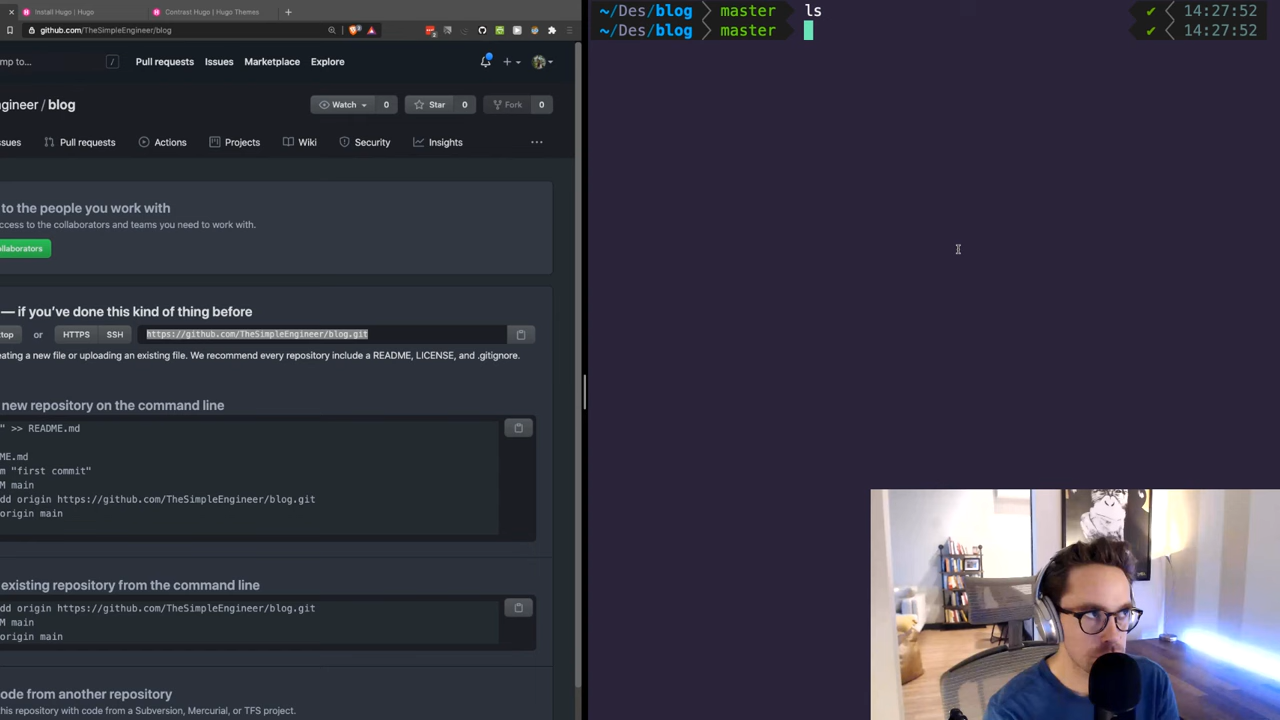 Install Hugo | Hugo
Contrast Hugo | Hugo Themes
github.com/TheSimpleEngineer/blog
mp to...
/
Pull requests
Issues
Marketplace
Explore
ngineer / blog
Watch
0
Star
0
Fork
0
sues
Pull requests
Actions
Projects
Wiki
Security
Insights
to the people you work with
ccess to the collaborators and teams you need to work with.
ollaborators
— if you've done this kind of thing before
top
or
HTTPS
SSH
https://github.com/TheSimpleEngineer/blog.git
eating a new file or uploading an existing file. We recommend every repository include a README, LICENSE, and .gitignore.
new repository on the command line
" >> README.md
ME.md
m "first commit"
M main
dd origin https://github.com/TheSimpleEngineer/blog.git
origin main
existing repository from the command line
dd origin https://github.com/TheSimpleEngineer/blog.git
M main
origin main
ode from another repository
this repository with code from a Subversion, Mercurial, or TFS project.
~/Des/blog master ls ✔ 14:27:52
~/Des/blog master ✔ 14:27:52